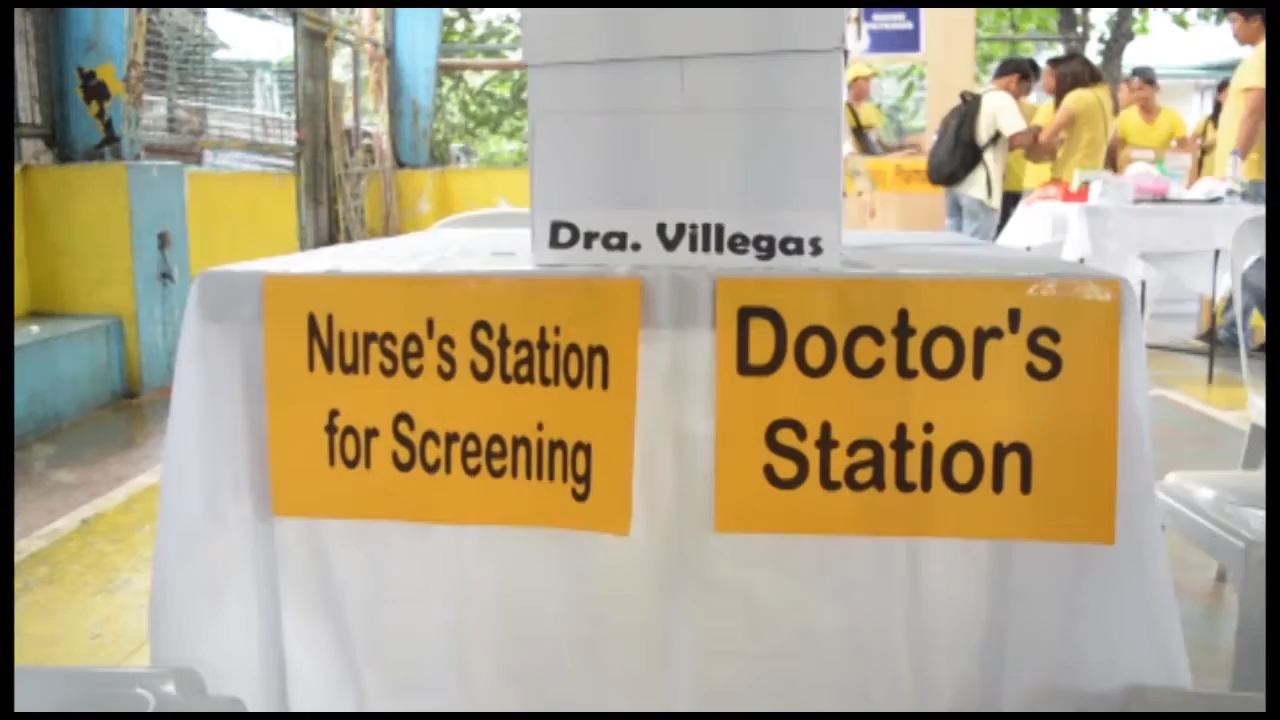 Dra. Villegas
Nurse's Station
for Screening
Doctor's
Station